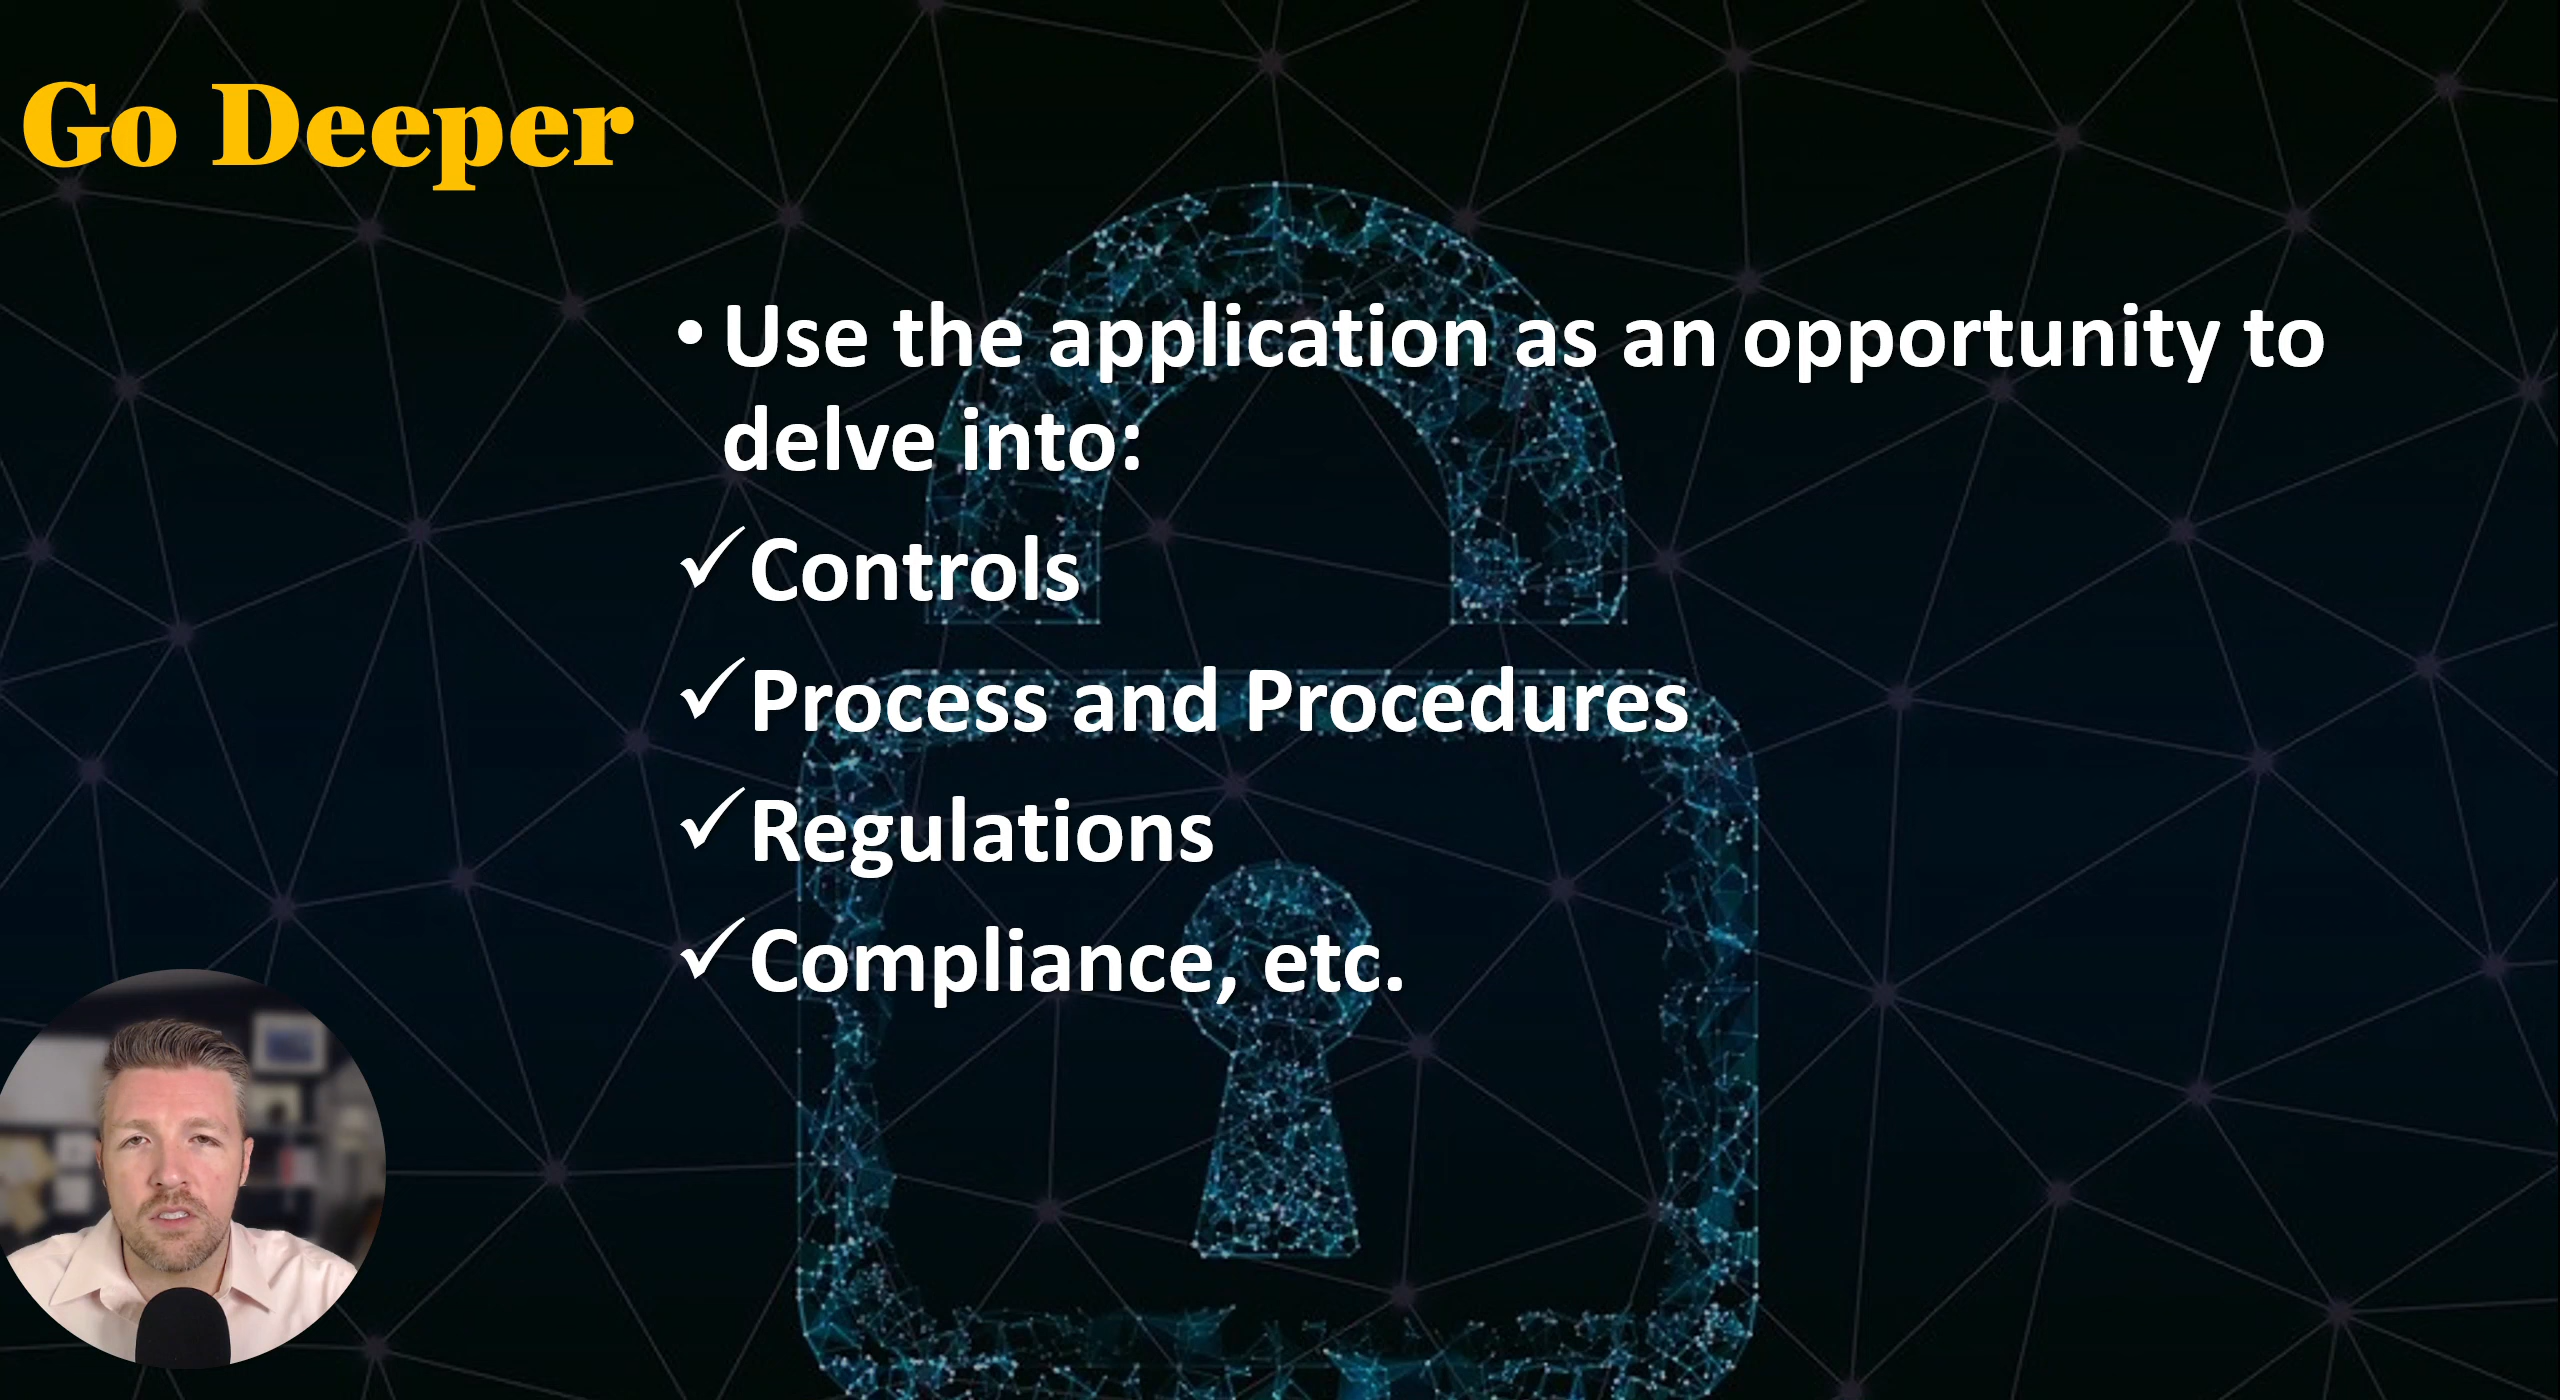 Go Deeper
• Use the application as an opportunity to
delve into:
✓ Controls
✓ Process and Procedures
✓ Regulations
✓ Compliance, etc.